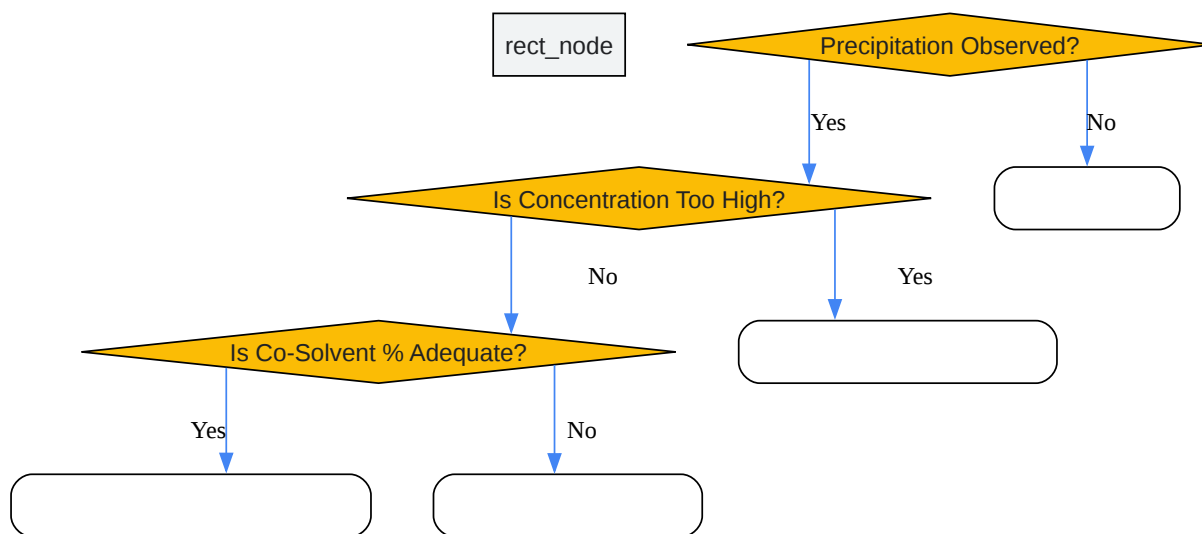 rect_node
Precipitation Observed?
Yes
No
Is Concentration Too High?
No
Yes
Is Co-Solvent % Adequate?
Yes
No